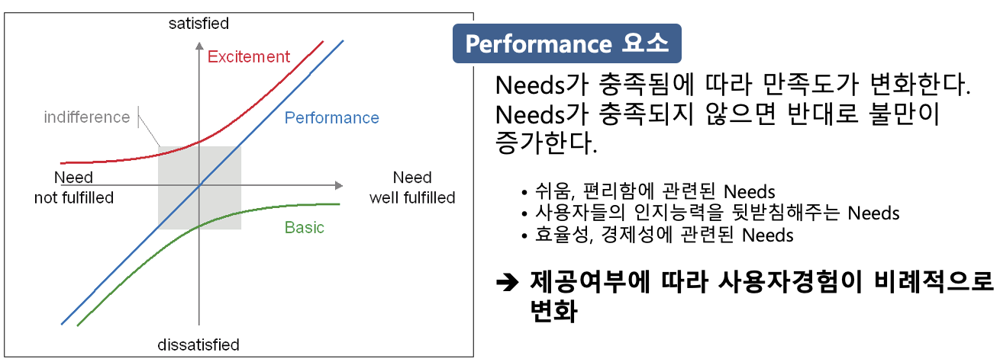 satisfied
Excitement
indifference
Performance
Need
not fulfilled
Need
well fulfilled
Basic
dissatisfied
Performance 요소
Needs가 충족됨에 따라 만족도가 변화한다.
Needs가 충족되지 않으면 반대로 불만이
증가한다.
• 쉬움, 편리함에 관련된 Needs
• 사용자들의 인지능력을 뒷받침해주는 Needs
• 효율성, 경제성에 관련된 Needs
➔ 제공여부에 따라 사용자경험이 비례적으로
변화